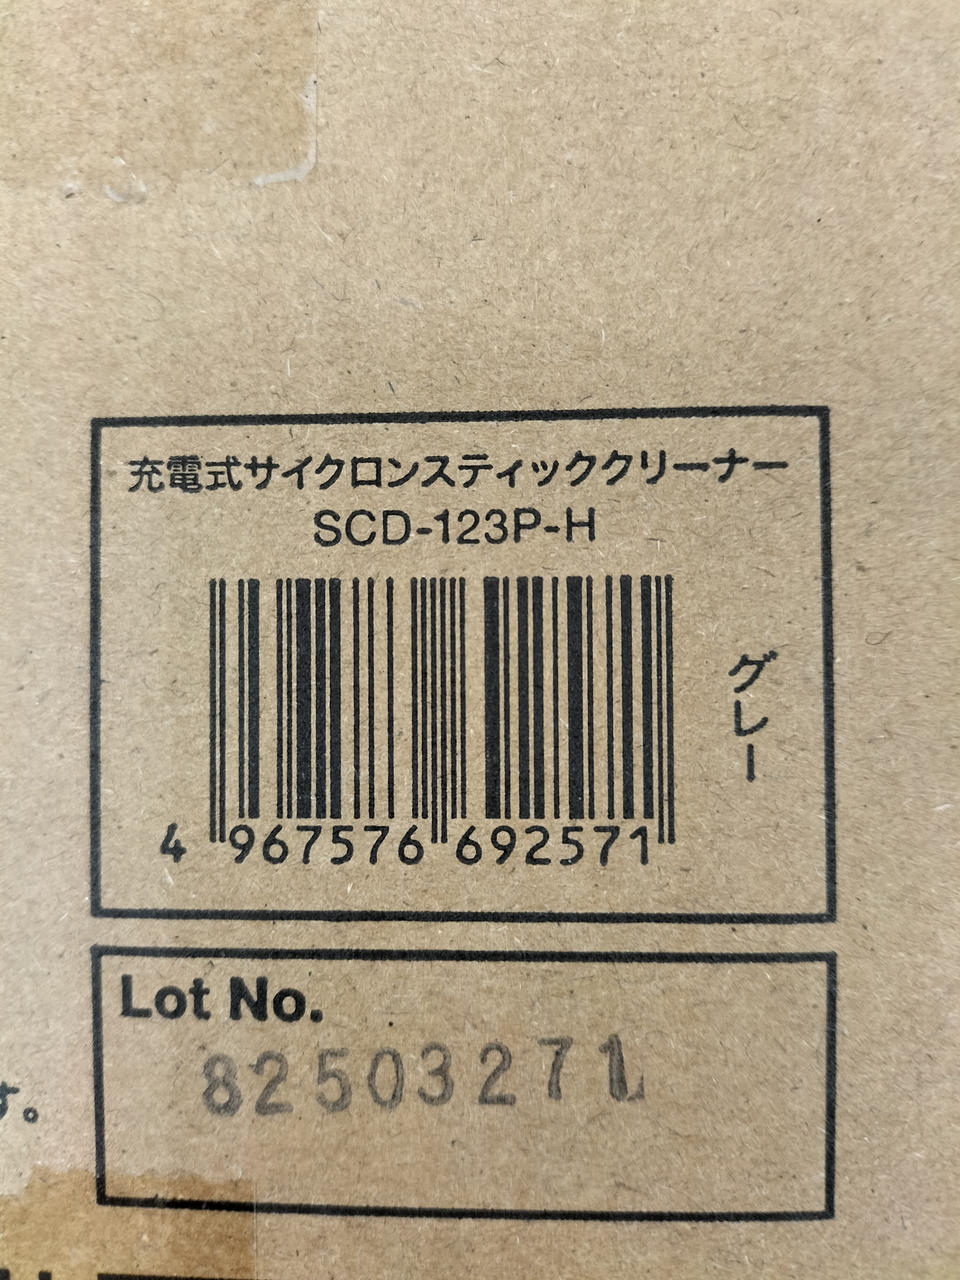 充電式サイクロンスティッククリーナー
SCD-123P-H
グレー
4 967576 692571
Lot No.
82503271
す。